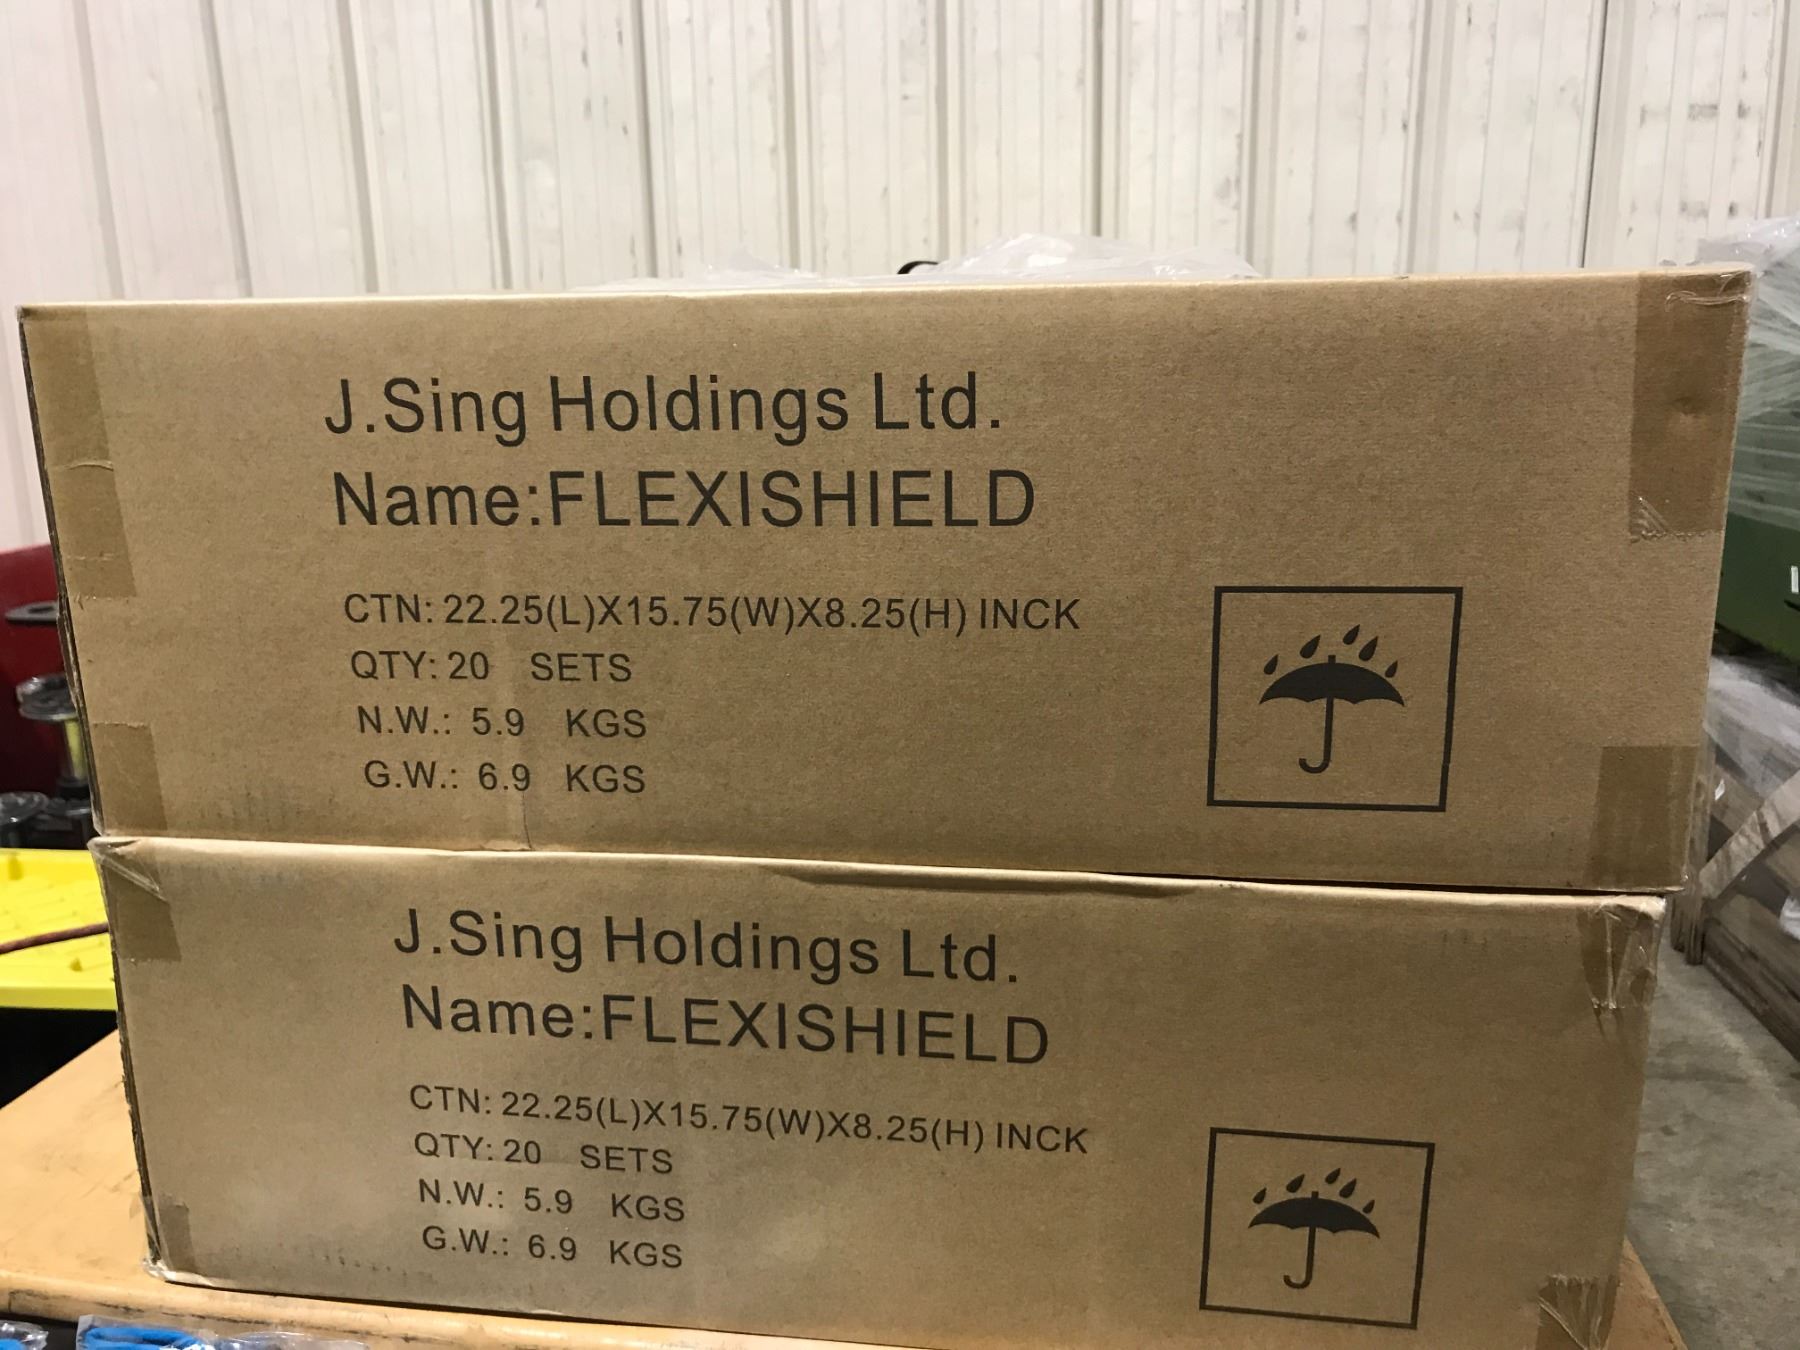 J.Sing Holdings Ltd.
Name:FLEXISHIELD
CTN: 22.25(L)X15.75(W)X8.25(H) INCK
QTY: 20 SETS
N.W.: 5.9 KGS
G.W.: 6.9 KGS
J.Sing Holdings Ltd.
Name:FLEXISHIELD
CTN: 22.25(L)X15.75(W)X8.25(H) INCK
QTY: 20 SETS
N.W.: 5.9 KGS
G.W.: 6.9 KGS